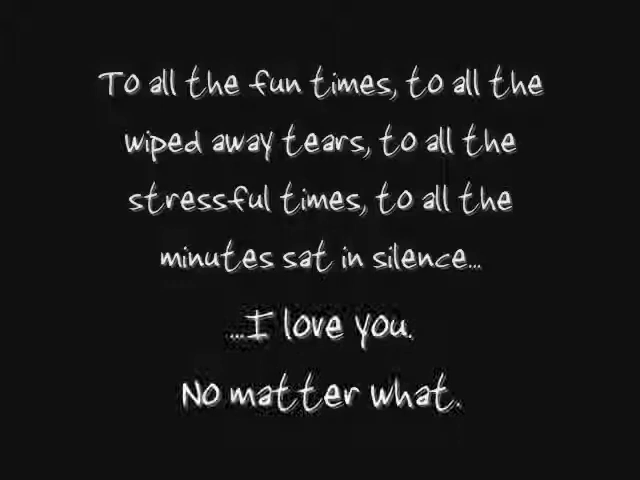 To all the fun times, to all the
wiped away tears, to all the
stressful times, to all the
minutes sat in silence...
...I love you.
No matter what.